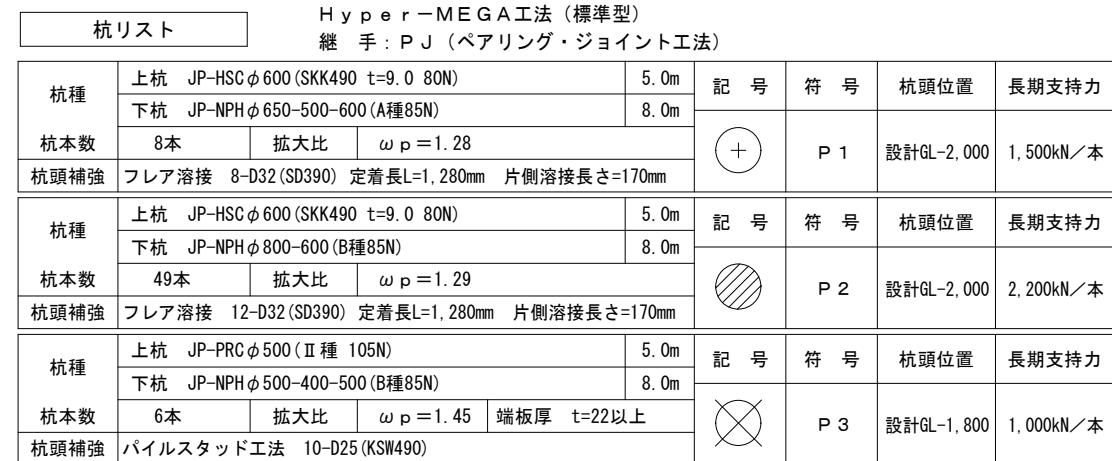 杭リスト
Hyper－MEGA工法（標準型）
継　手：PJ（ペアリング・ジョイント工法）
杭種 上杭 JP-HSCφ600(SKK490 t=9.0 80N) 5.0m 記 号 符 号 杭頭位置 長期支持力
下杭 JP-NPHφ650-500-600(A種85N) 8.0m
杭本数 8本 拡大比 ωp＝1.28 P1 設計GL-2,000 1,500kN／本
杭頭補強 フレア溶接 8-D32(SD390) 定着長L=1,280mm 片側溶接長さ=170mm
杭種 上杭 JP-HSCφ600(SKK490 t=9.0 80N) 5.0m 記 号 符 号 杭頭位置 長期支持力
下杭 JP-NPHφ800-600(B種85N) 8.0m
杭本数 49本 拡大比 ωp＝1.29 P2 設計GL-2,000 2,200kN／本
杭頭補強 フレア溶接 12-D32(SD390) 定着長L=1,280mm 片側溶接長さ=170mm
杭種 上杭 JP-PRCφ500(Ⅱ種 105N) 5.0m 記 号 符 号 杭頭位置 長期支持力
下杭 JP-NPHφ500-400-500(B種85N) 8.0m
杭本数 6本 拡大比 ωp＝1.45 端板厚 t=22以上 P3 設計GL-1,800 1,000kN／本
杭頭補強 パイルスタッド工法 10-D25(KSW490)